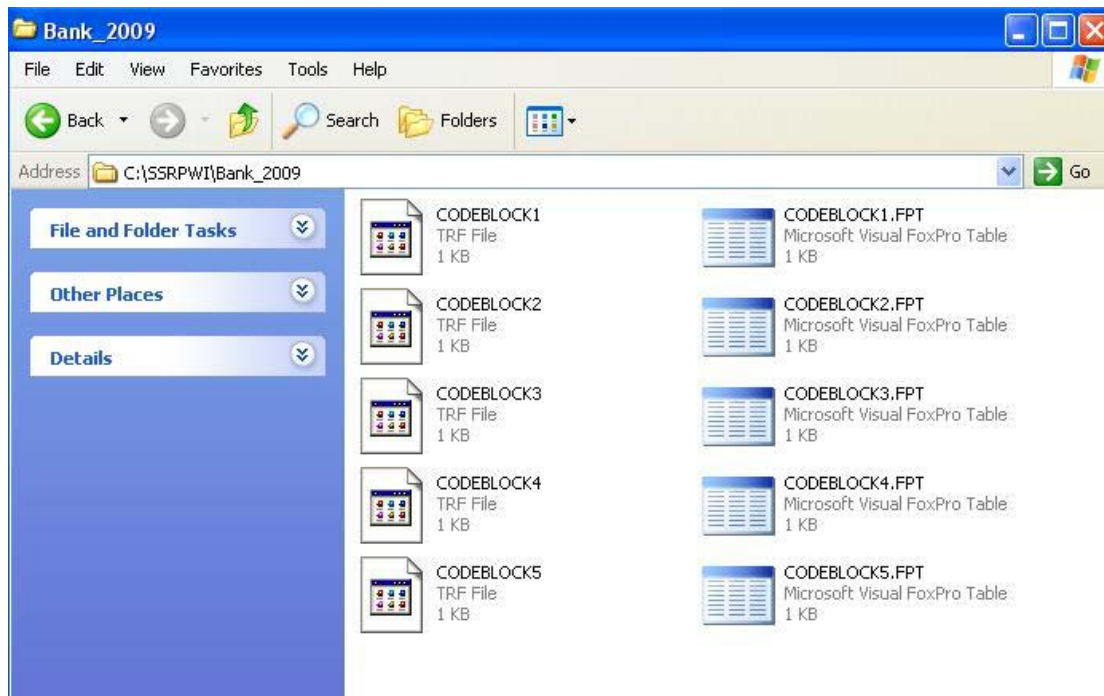 Bank_2009
File Edit View Favorites Tools Help
Back Search Folders
Address C:\SSRPWI\Bank_2009 Go
File and Folder Tasks
Other Places
Details
CODEBLOCK1
TRF File
1 KB
CODEBLOCK1.FPT
Microsoft Visual FoxPro Table
1 KB
CODEBLOCK2
TRF File
1 KB
CODEBLOCK2.FPT
Microsoft Visual FoxPro Table
1 KB
CODEBLOCK3
TRF File
1 KB
CODEBLOCK3.FPT
Microsoft Visual FoxPro Table
1 KB
CODEBLOCK4
TRF File
1 KB
CODEBLOCK4.FPT
Microsoft Visual FoxPro Table
1 KB
CODEBLOCK5
TRF File
1 KB
CODEBLOCK5.FPT
Microsoft Visual FoxPro Table
1 KB